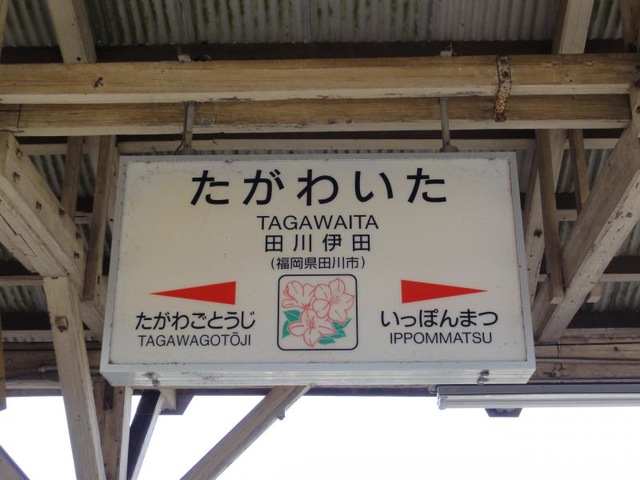 たがわいた
TAGAWAITA
田川伊田
(福岡県田川市)
たがわごとうじ
TAGAWAGOTŌJI
いっぽんまつ
IPPOMMATSU